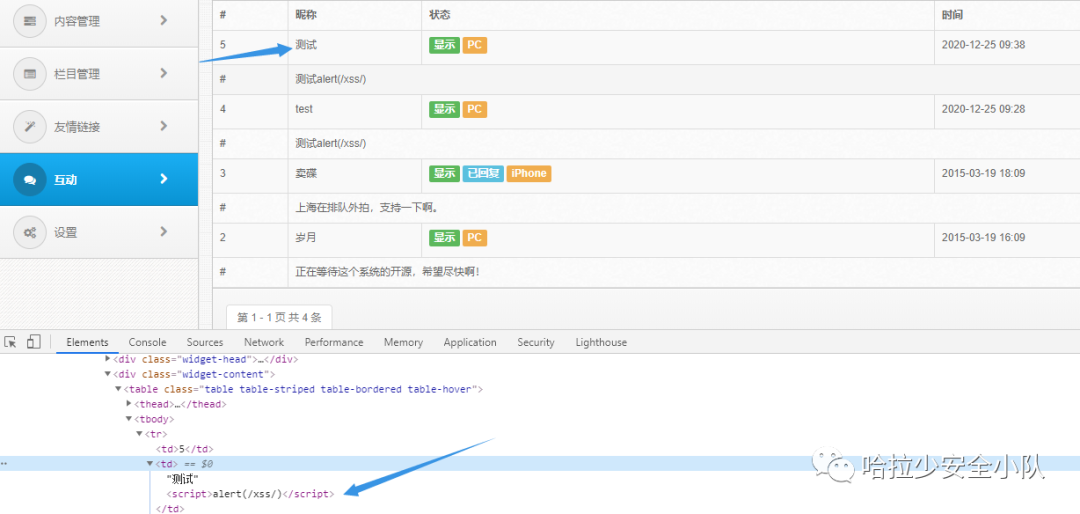 内容管理
栏目管理
友情链接
互动
设置
# 昵称 状态 时间
5 测试 显示 PC 2020-12-25 09:38
# 测试alert(/xss/)
4 test 显示 PC 2020-12-25 09:28
# 测试alert(/xss/)
3 卖碟 显示 已回复 iPhone 2015-03-19 18:09
# 上海在排队外拍，支持一下啊。
2 岁月 显示 PC 2015-03-19 16:09
# 正在等待这个系统的开源，希望尽快啊！
第 1 - 1 页 共 4 条
Elements Console Sources Network Performance Memory Application Security Lighthouse
<div class="widget-head">…</div>
<div class="widget-content">
<table class="table table-striped table-bordered table-hover">
<thead>…</thead>
<tbody>
<tr>
<td>5</td>
<td> == $0
"测试"
<script>alert(/xss/)</script>
</td>
哈拉少安全小队